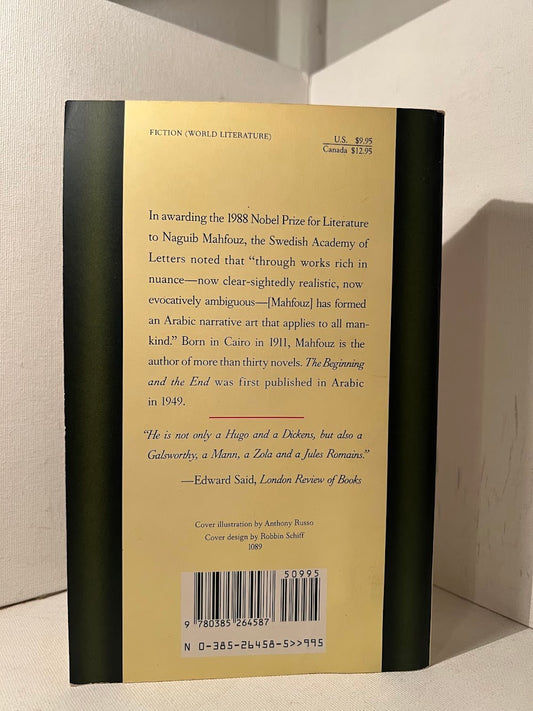 FICTION (WORLD LITERATURE)
U.S. $9.95
Canada $12.95
In awarding the 1988 Nobel Prize for Literature
to Naguib Mahfouz, the Swedish Academy of
Letters noted that “through works rich in
nuance—now clear-sightedly realistic, now
evocatively ambiguous—[Mahfouz] has formed
an Arabic narrative art that applies to all man-
kind.” Born in Cairo in 1911, Mahfouz is the
author of more than thirty novels. The Beginning
and the End was first published in Arabic
in 1949.
“He is not only a Hugo and a Dickens, but also a
Galsworthy, a Mann, a Zola and a Jules Romains.”
—Edward Said, London Review of Books
Cover illustration by Anthony Russo
Cover design by Robbin Schiff
1089
50995
9 780385 264587
N 0-385-26458-5>>995